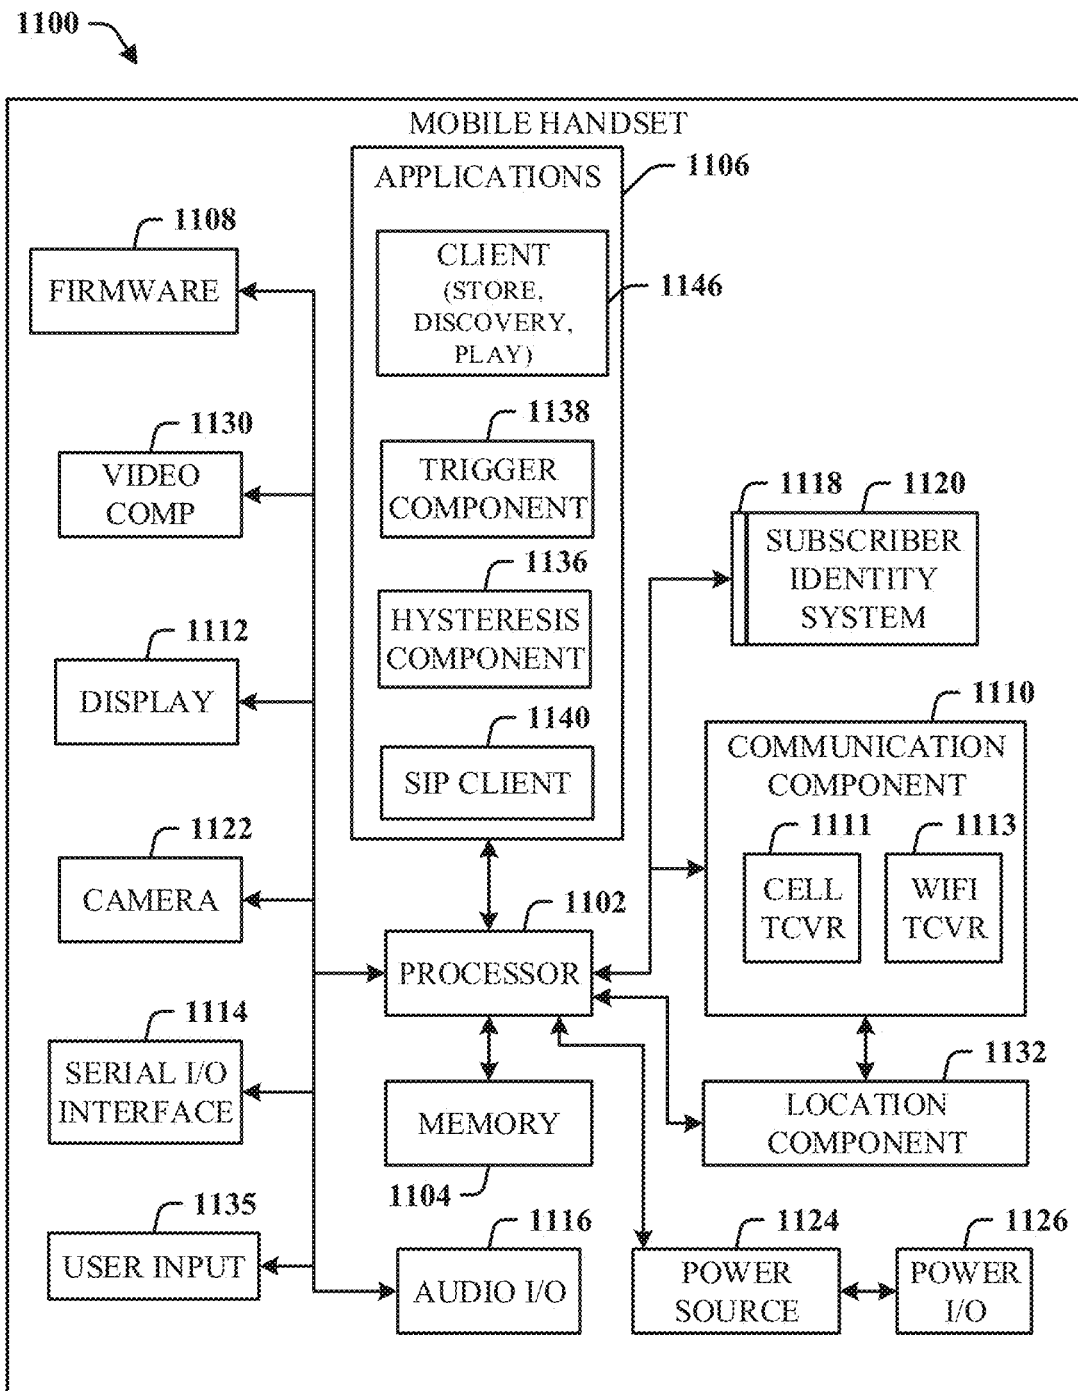 1100
MOBILE HANDSET
APPLICATIONS
1106
CLIENT
(STORE,
DISCOVERY,
PLAY)
1146
1138
TRIGGER
COMPONENT
1136
HYSTERESIS
COMPONENT
1140
SIP CLIENT
1108
FIRMWARE
1130
VIDEO
COMP
1112
DISPLAY
1122
CAMERA
1114
SERIAL I/O
INTERFACE
1135
USER INPUT
1102
PROCESSOR
MEMORY
1104
1116
AUDIO I/O
1118
1120
SUBSCRIBER
IDENTITY
SYSTEM
1110
COMMUNICATION
COMPONENT
1111
CELL
TCVR
1113
WIFI
TCVR
1132
LOCATION
COMPONENT
1124
POWER
SOURCE
1126
POWER
I/O